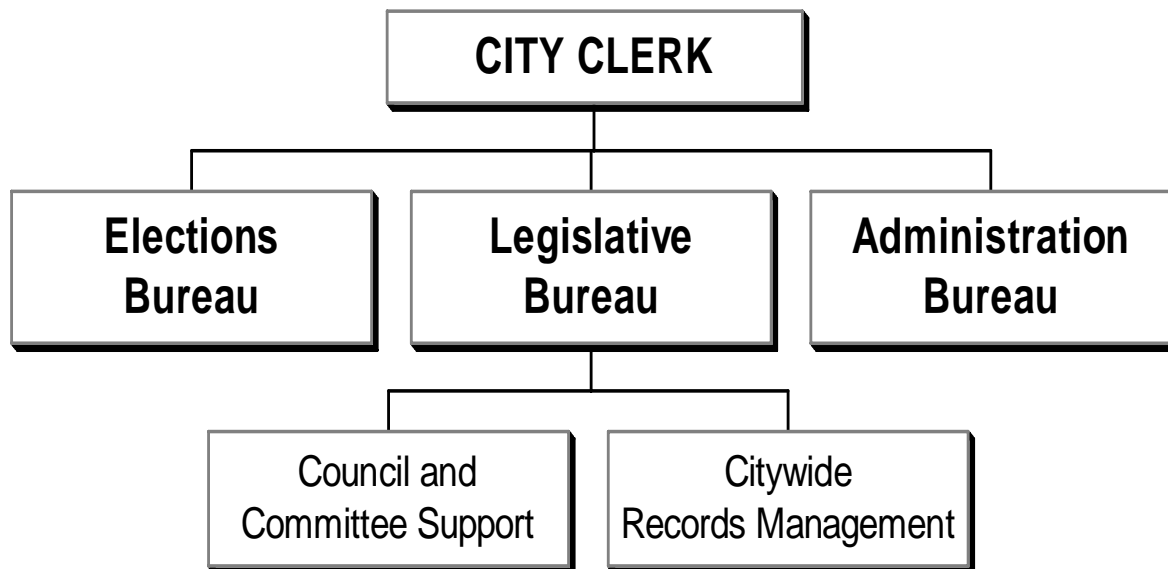 CITY CLERK
Elections
Bureau
Legislative
Bureau
Administration
Bureau
Council and
Committee Support
Citywide
Records Management